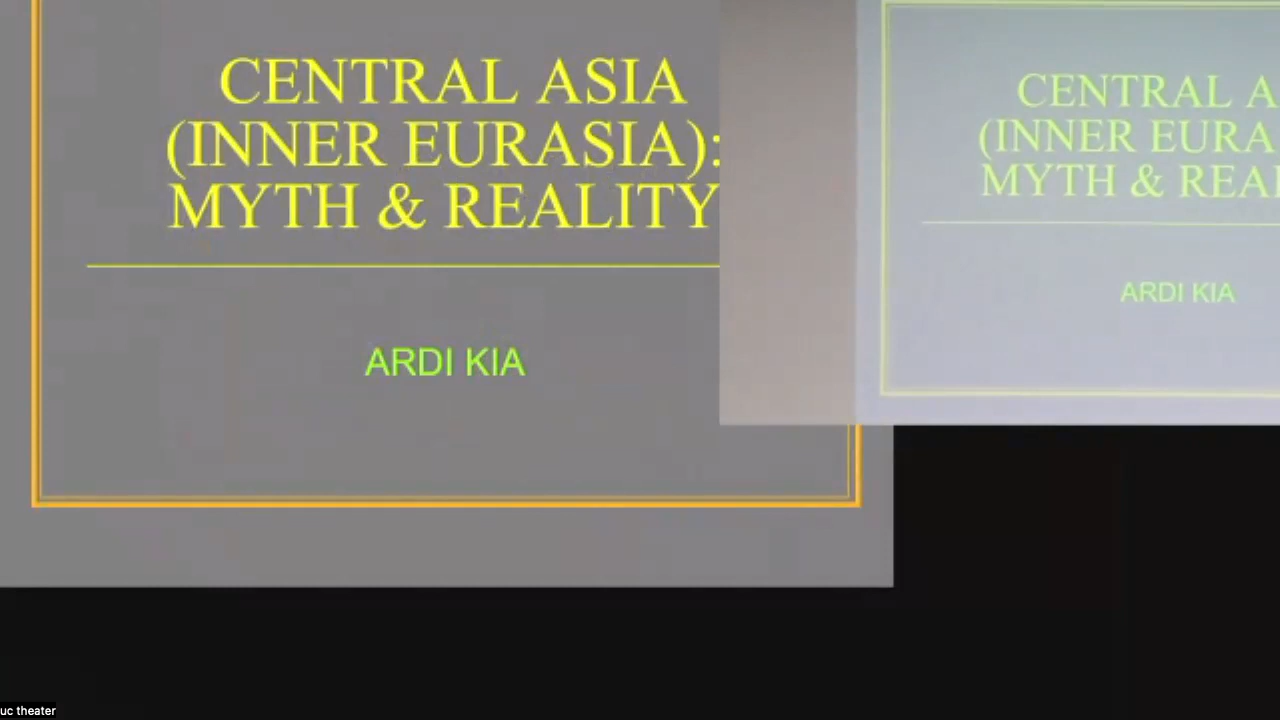 CENTRAL ASIA
(INNER EURASIA):
MYTH & REALITY
ARDI KIA
CENTRAL A
(INNER EURA
MYTH & REA
ARDI KIA
uc theater